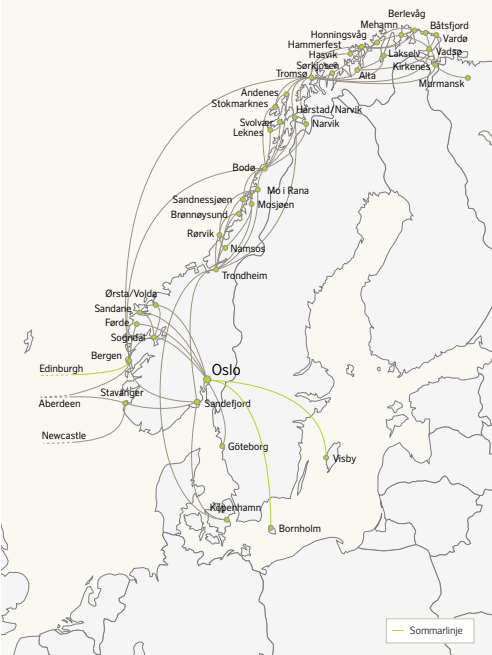 Berlevåg
Mehamn
Båtsfjord
Honningsvåg
Vardø
Hammerfest
Vadsø
Hasvik
Lakselv
Sørkjosen
Kirkenes
Tromsø
Alta
Murmansk
Andenes
Stokmarknes
Harstad/Narvik
Svolvær
Narvik
Leknes
Bodø
Mo i Rana
Sandnessjøen
Mosjøen
Brønnøysund
Rørvik
Namsos
Trondheim
Ørsta/Volda
Sandane
Førde
Sogndal
Bergen
Oslo
Edinburgh
Stavanger
Aberdeen
Sandefjord
Newcastle
Göteborg
Visby
Köpenhamn
Bornholm
Sommarlinje